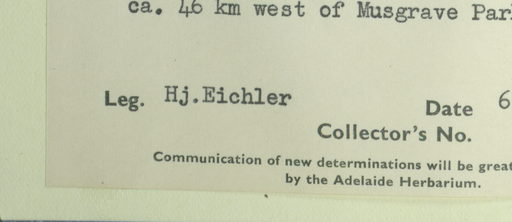 ca. 46 km west of Musgrave Par
Leg. Hj.Eichler
Date 6
Collector's No.
Communication of new determinations will be great
by the Adelaide Herbarium.